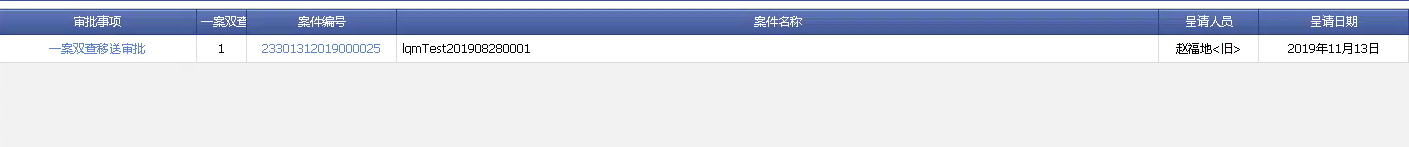 审批事项 一案双查 案件编号 案件名称 呈请人员 呈请日期
一案双查移送审批 1 23301312019000025 lqmTest201908280001 赵福地<旧> 2019年11月13日